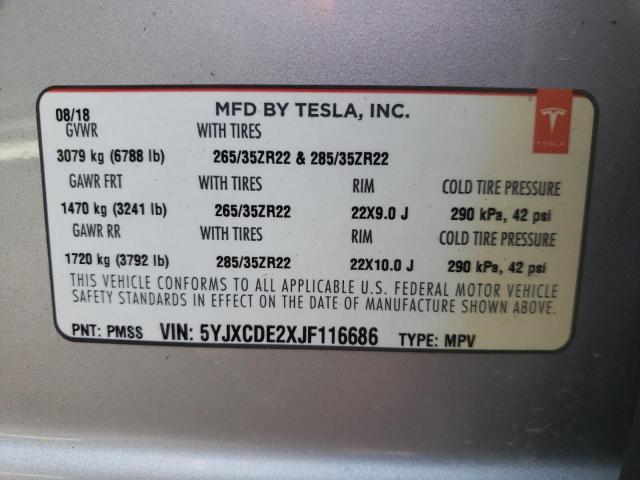 08/18 MFD BY TESLA, INC.
GVWR WITH TIRES
3079 kg (6788 lb) 265/35ZR22 & 285/35ZR22
GAWR FRT WITH TIRES RIM COLD TIRE PRESSURE
1470 kg (3241 lb) 265/35ZR22 22X9.0 J 290 kPa, 42 psi
GAWR RR WITH TIRES RIM COLD TIRE PRESSURE
1720 kg (3792 lb) 285/35ZR22 22X10.0 J 290 kPa, 42 psi
THIS VEHICLE CONFORMS TO ALL APPLICABLE U.S. FEDERAL MOTOR VEHICLE
SAFETY STANDARDS IN EFFECT ON THE DATE OF MANUFACTURE SHOWN ABOVE.
PNT: PMSS VIN: 5YJXCDE2XJF116686 TYPE: MPV
TESLA